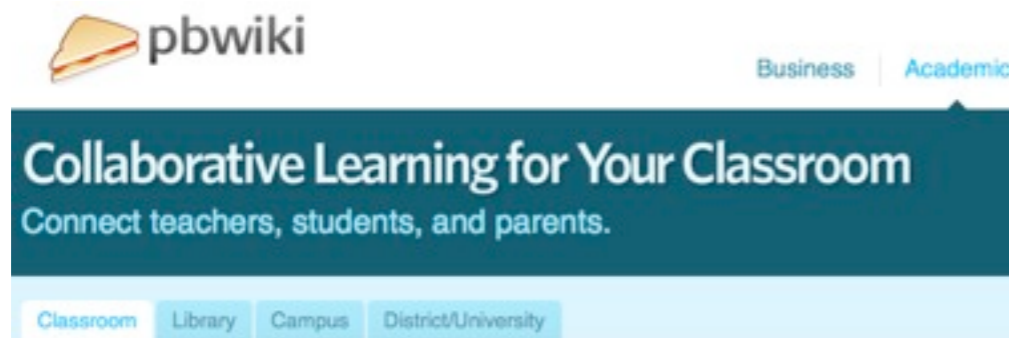 pbwiki
Business Academic
Collaborative Learning for Your Classroom
Connect teachers, students, and parents.
Classroom Library Campus District/University